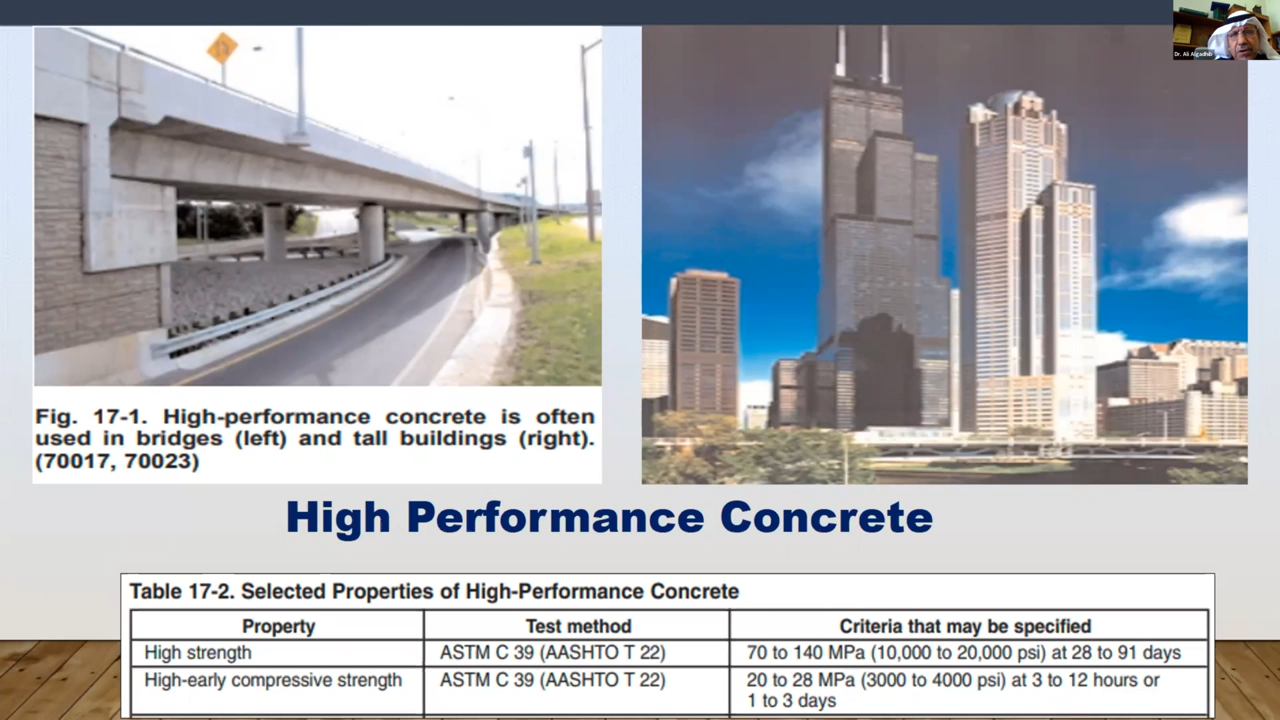 Dr. Ali Algadhib
Fig. 17-1. High-performance concrete is often
used in bridges (left) and tall buildings (right).
(70017, 70023)
High Performance Concrete
Table 17-2. Selected Properties of High-Performance Concrete
Property Test method Criteria that may be specified
High strength ASTM C 39 (AASHTO T 22) 70 to 140 MPa (10,000 to 20,000 psi) at 28 to 91 days
High-early compressive strength ASTM C 39 (AASHTO T 22) 20 to 28 MPa (3000 to 4000 psi) at 3 to 12 hours or
1 to 3 days